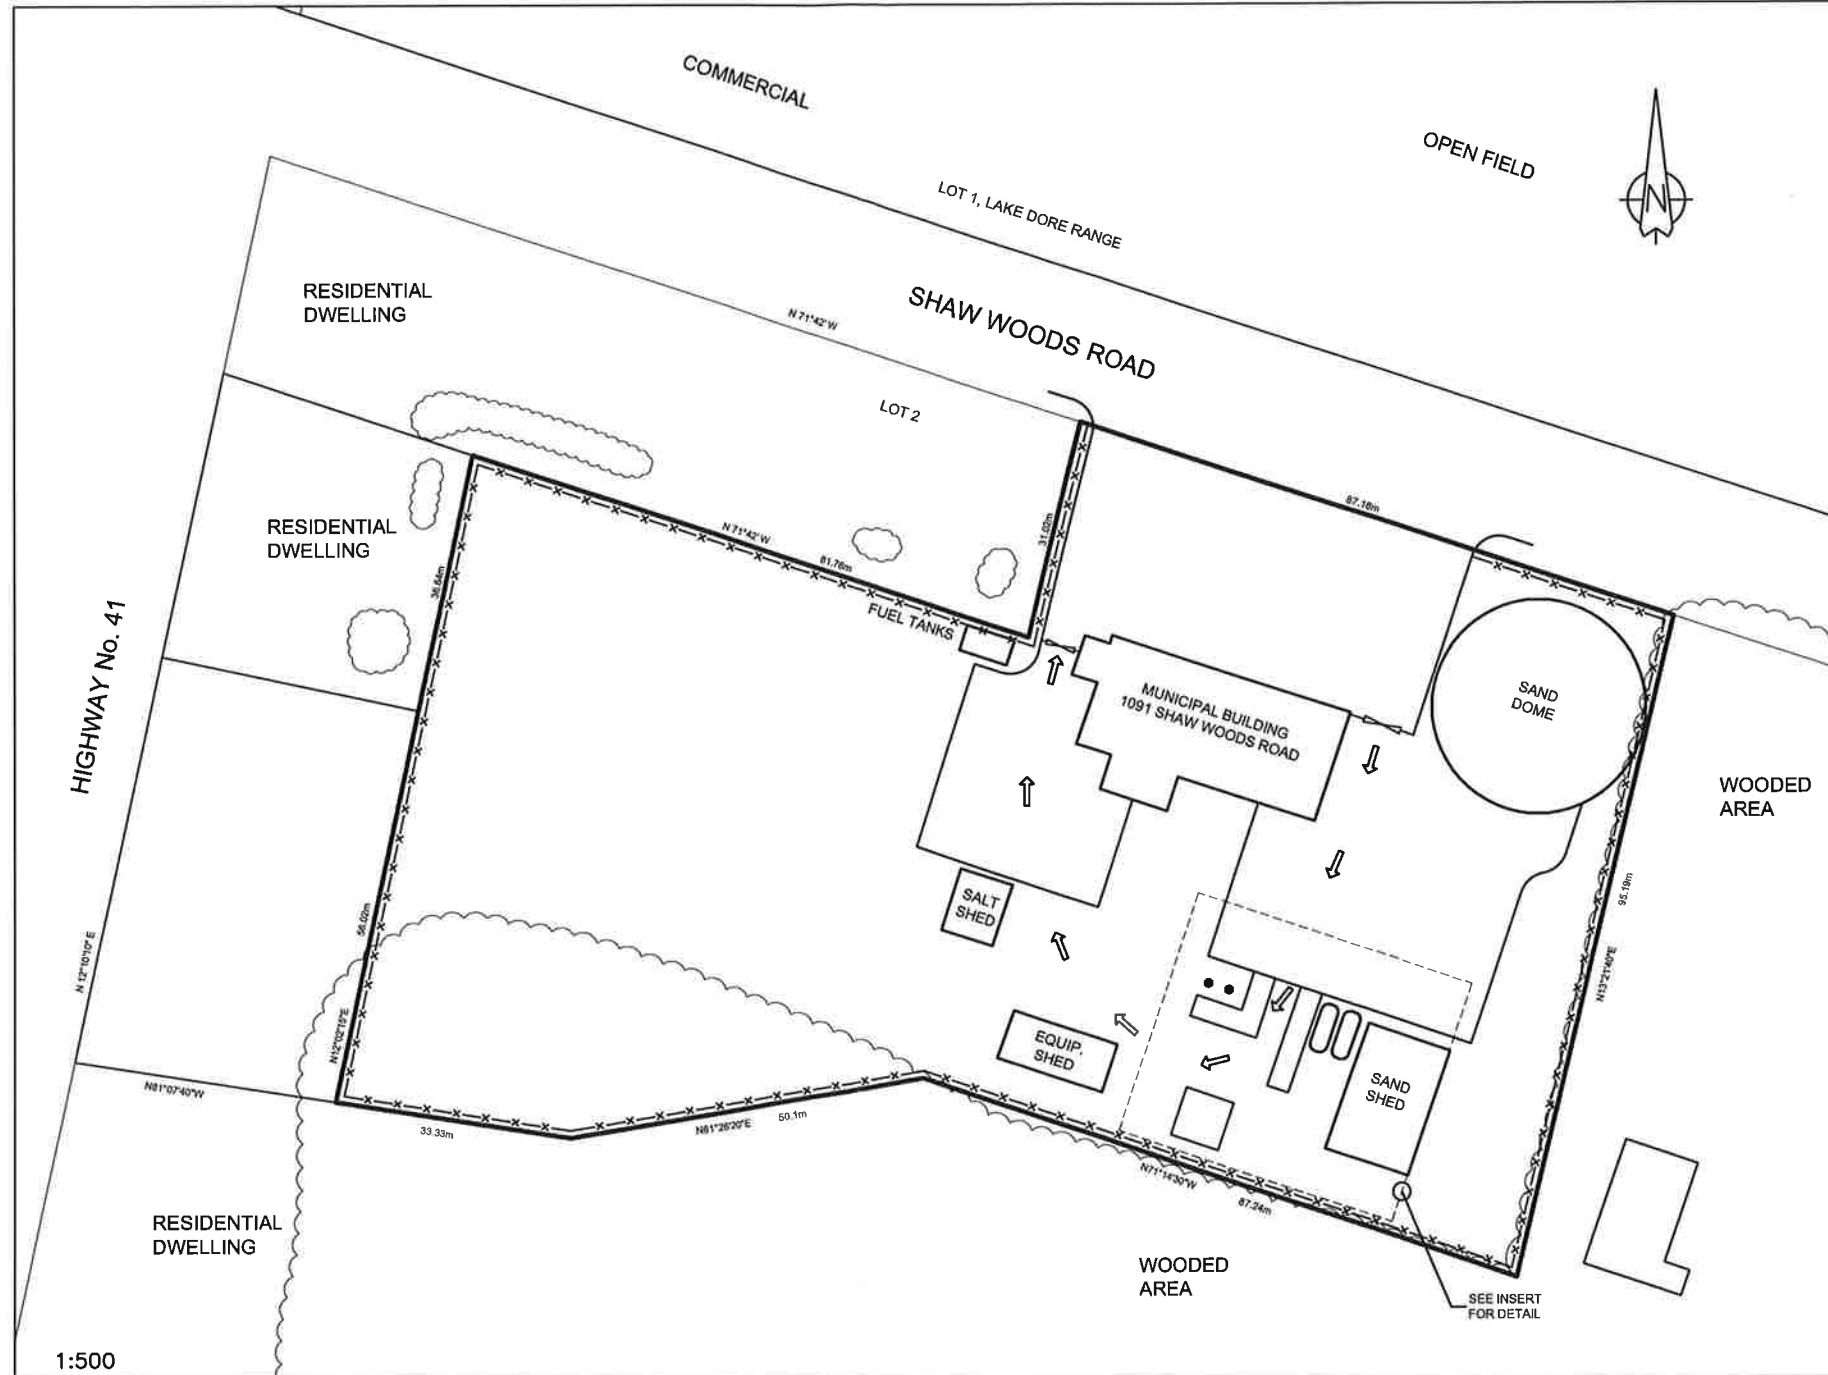 COMMERCIAL
OPEN FIELD
N
LOT 1, LAKE DORE RANGE
SHAW WOODS ROAD
RESIDENTIAL
DWELLING
N 71°42' W
LOT 2
87.16m
RESIDENTIAL
DWELLING
N 71°42' W
81.76m
31.02m
36.64m
FUEL TANKS
HIGHWAY No. 41
MUNICIPAL BUILDING
1091 SHAW WOODS ROAD
SAND
DOME
WOODED
AREA
SALT
SHED
95.19m
56.02m
N 12°10'10" E
N13°21'40"E
N12°02'15"E
EQUIP.
SHED
SAND
SHED
N81°07'40"W
33.33m
N81°26'20"E
50.1m
N71°14'30"W
87.24m
RESIDENTIAL
DWELLING
WOODED
AREA
SEE INSERT
FOR DETAIL
1:500